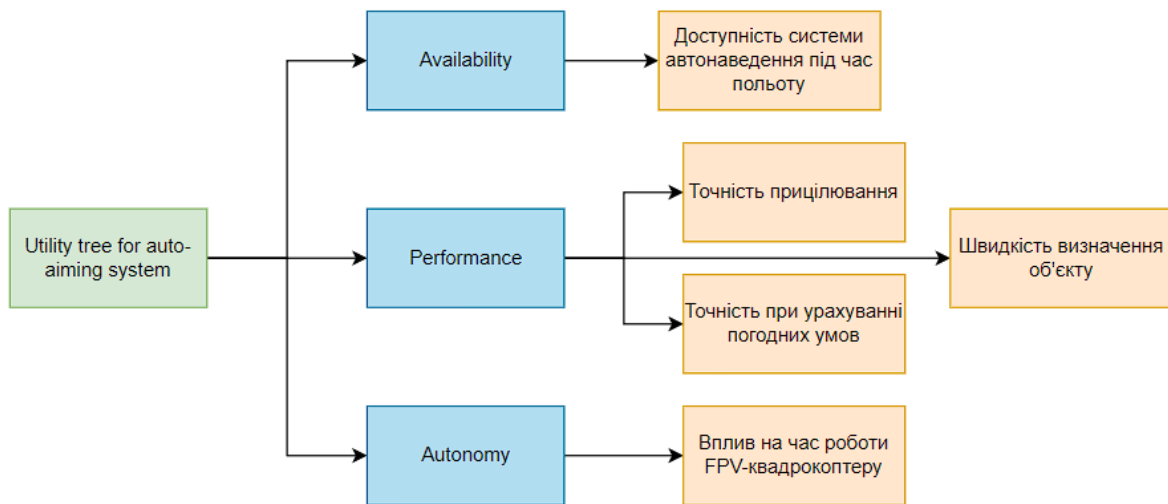 Availability
Доступність системи
автонаведення під час
польоту
Utility tree for auto-
aiming system
Performance
Точність прицілювання
Швидкість визначення
об'єкту
Точність при урахуванні
погодних умов
Autonomy
Вплив на час роботи
FPV-квадрокоптеру